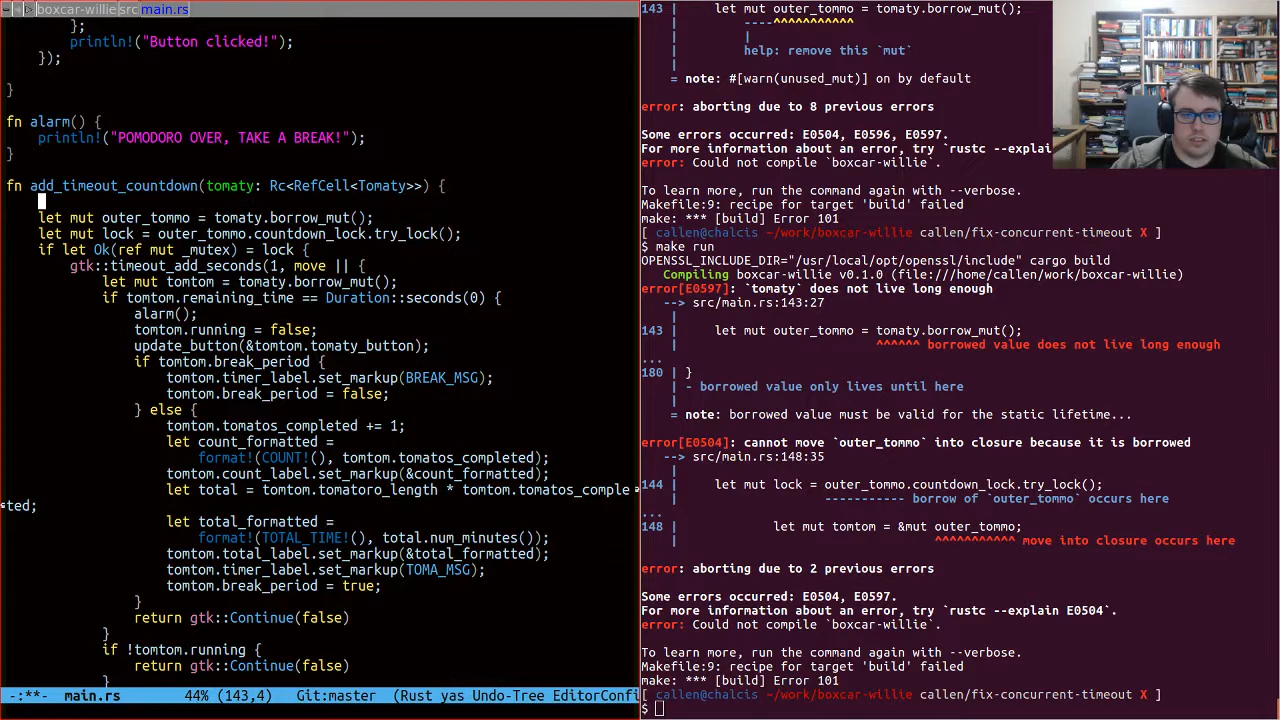 boxcar-willie src main.rs
};
println!("Button clicked!");
});
}
fn alarm() {
println!("POMODORO OVER, TAKE A BREAK!");
}
fn add_timeout_countdown(tomaty: Rc<RefCell<Tomaty>>) {
let mut outer_tommo = tomaty.borrow_mut();
let mut lock = outer_tommo.countdown_lock.try_lock();
if let Ok(ref mut _mutex) = lock {
gtk::timeout_add_seconds(1, move || {
let mut tomtom = tomaty.borrow_mut();
if tomtom.remaining_time == Duration::seconds(0) {
alarm();
tomtom.running = false;
update_button(&tomtom.tomaty_button);
if tomtom.break_period {
tomtom.timer_label.set_markup(BREAK_MSG);
tomtom.break_period = false;
} else {
tomtom.tomatos_completed += 1;
let count_formatted =
format!(COUNT!(), tomtom.tomatos_completed);
tomtom.count_label.set_markup(&count_formatted);
let total = tomtom.tomatoro_length * tomtom.tomatos_comple
ted;
let total_formatted =
format!(TOTAL_TIME!(), total.num_minutes());
tomtom.total_label.set_markup(&total_formatted);
tomtom.timer_label.set_markup(TOMA_MSG);
tomtom.break_period = true;
}
return gtk::Continue(false)
}
if !tomtom.running {
return gtk::Continue(false)
}
-:**- main.rs 44% (143,4) Git:master (Rust yas Undo-Tree EditorConfi
143 | let mut outer_tommo = tomaty.borrow_mut();
| ----^^^^^^^^^^^
| |
| help: remove this `mut`
|
= note: #[warn(unused_mut)] on by default
error: aborting due to 8 previous errors
Some errors occurred: E0504, E0596, E0597.
For more information about an error, try `rustc --explain
error: Could not compile `boxcar-willie`.
To learn more, run the command again with --verbose.
Makefile:9: recipe for target 'build' failed
make: *** [build] Error 101
[ callen@chalcis ~/work/boxcar-willie callen/fix-concurrent-timeout X ]
$ make run
OPENSSL_INCLUDE_DIR="/usr/local/opt/openssl/include" cargo build
Compiling boxcar-willie v0.1.0 (file:///home/callen/work/boxcar-willie)
error[E0597]: `tomaty` does not live long enough
--> src/main.rs:143:27
|
143 | let mut outer_tommo = tomaty.borrow_mut();
| ^^^^^^ borrowed value does not live long enough
...
180 | }
| - borrowed value only lives until here
|
= note: borrowed value must be valid for the static lifetime...
error[E0504]: cannot move `outer_tommo` into closure because it is borrowed
--> src/main.rs:148:35
|
144 | let mut lock = outer_tommo.countdown_lock.try_lock();
| ----------- borrow of `outer_tommo` occurs here
...
148 | let mut tomtom = &mut outer_tommo;
| ^^^^^^^^^^^ move into closure occurs here
error: aborting due to 2 previous errors
Some errors occurred: E0504, E0597.
For more information about an error, try `rustc --explain E0504`.
error: Could not compile `boxcar-willie`.
To learn more, run the command again with --verbose.
Makefile:9: recipe for target 'build' failed
make: *** [build] Error 101
[ callen@chalcis ~/work/boxcar-willie callen/fix-concurrent-timeout X ]
$